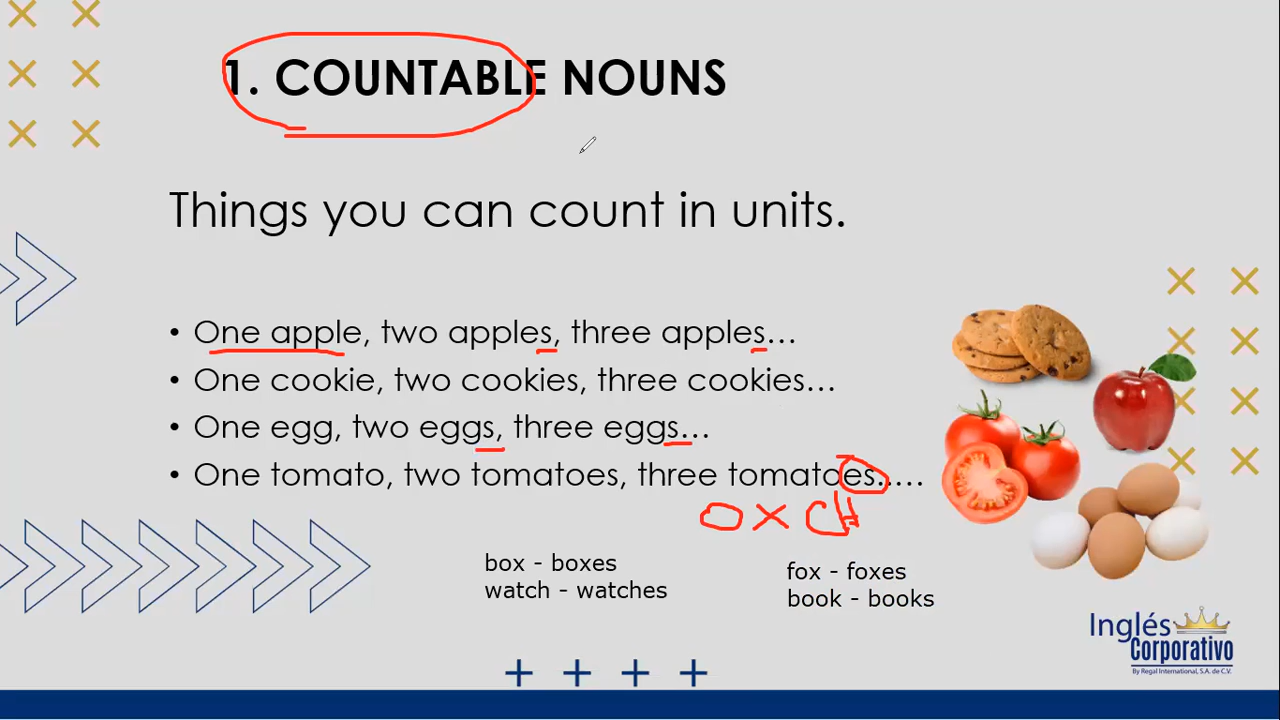 1. COUNTABLE NOUNS
Things you can count in units.
• One apple, two apples, three apples…
• One cookie, two cookies, three cookies…
• One egg, two eggs, three eggs…
• One tomato, two tomatoes, three tomatoes……
O X CH
box - boxes
watch - watches
fox - foxes
book - books
Inglés
Corporativo
By Regal International, S.A. de C.V.